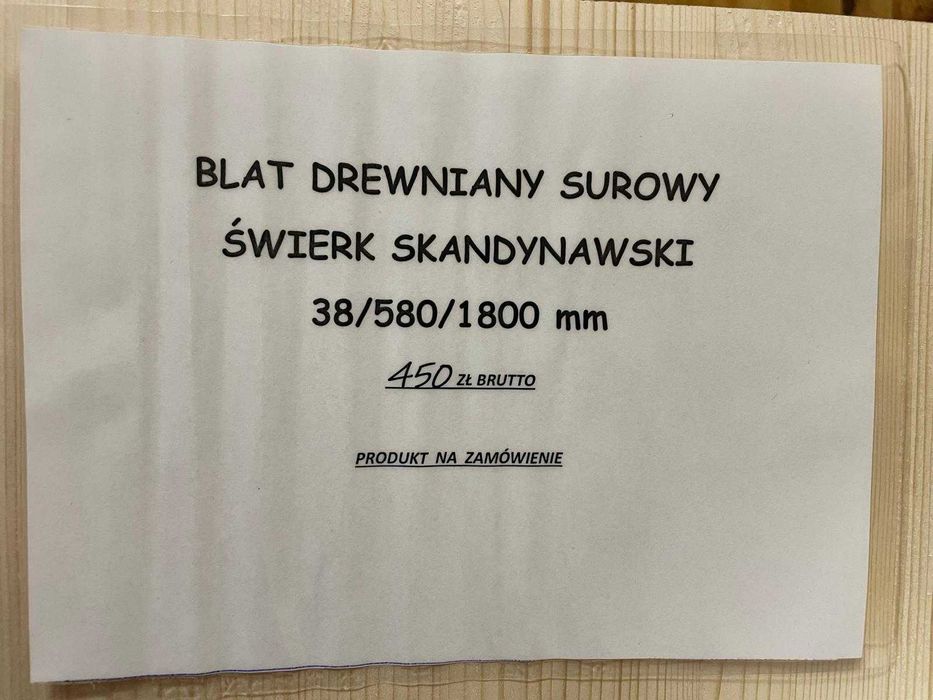 BLAT DREWNIANY SUROWY
ŚWIERK SKANDYNAWSKI
38/580/1800 mm
450 ZŁ BRUTTO
PRODUKT NA ZAMÓWIENIE